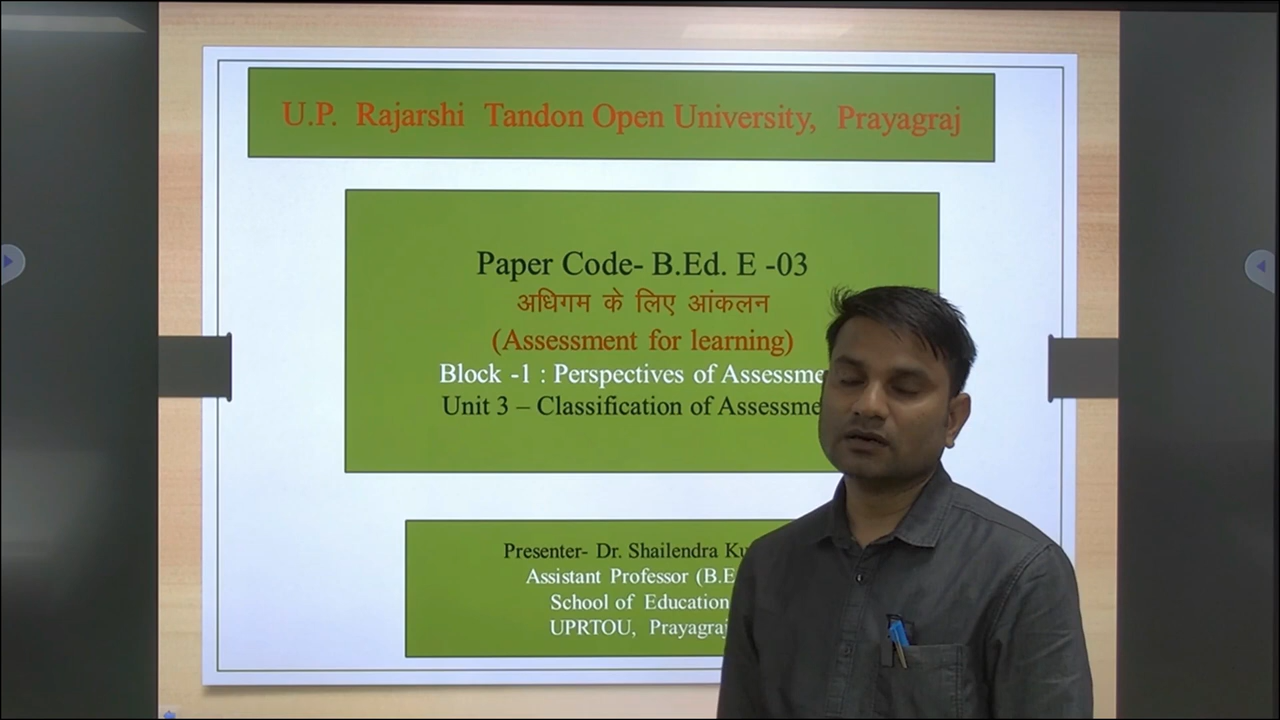 U.P. Rajarshi Tandon Open University, Prayagraj
Paper Code- B.Ed. E -03
अधिगम के लिए आंकलन
(Assessment for learning)
Block -1 : Perspectives of
Unit 3 – Classification of
Presenter- Dr. Shailendra
Assistant Professor
School of Education
UPRTOU, Prayagraj